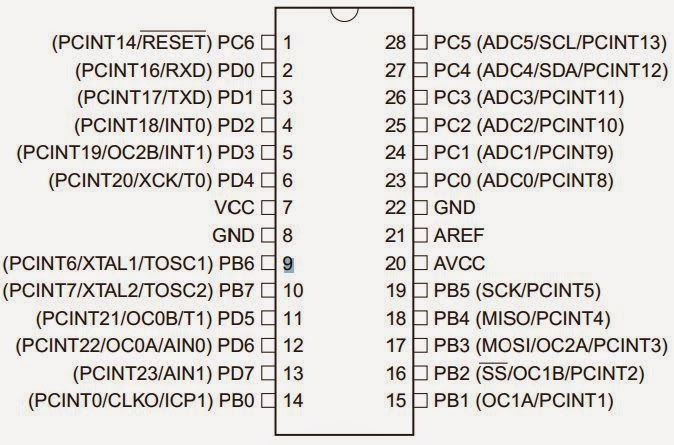 (PCINT14/RESET) PC6 1 28 PC5 (ADC5/SCL/PCINT13)
(PCINT16/RXD) PD0 2 27 PC4 (ADC4/SDA/PCINT12)
(PCINT17/TXD) PD1 3 26 PC3 (ADC3/PCINT11)
(PCINT18/INT0) PD2 4 25 PC2 (ADC2/PCINT10)
(PCINT19/OC2B/INT1) PD3 5 24 PC1 (ADC1/PCINT9)
(PCINT20/XCK/T0) PD4 6 23 PC0 (ADC0/PCINT8)
VCC 7 22 GND
GND 8 21 AREF
(PCINT6/XTAL1/TOSC1) PB6 9 20 AVCC
(PCINT7/XTAL2/TOSC2) PB7 10 19 PB5 (SCK/PCINT5)
(PCINT21/OC0B/T1) PD5 11 18 PB4 (MISO/PCINT4)
(PCINT22/OC0A/AIN0) PD6 12 17 PB3 (MOSI/OC2A/PCINT3)
(PCINT23/AIN1) PD7 13 16 PB2 (SS/OC1B/PCINT2)
(PCINT0/CLKO/ICP1) PB0 14 15 PB1 (OC1A/PCINT1)